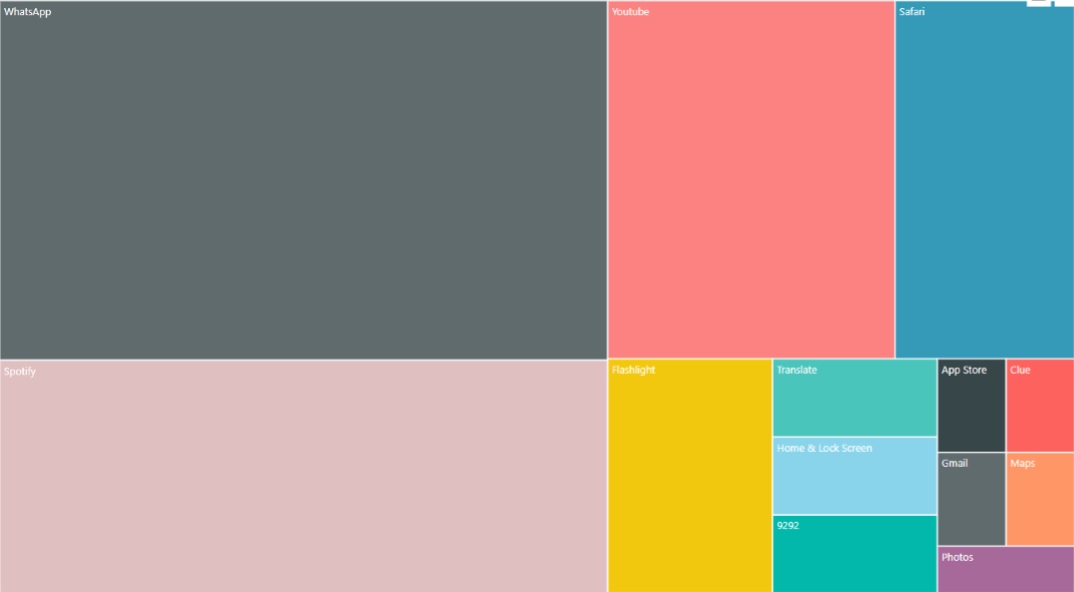 WhatsApp
Youtube
Safari
Spotify
Flashlight
Translate
App Store
Clue
Home & Lock Screen
Gmail
Maps
9292
Photos